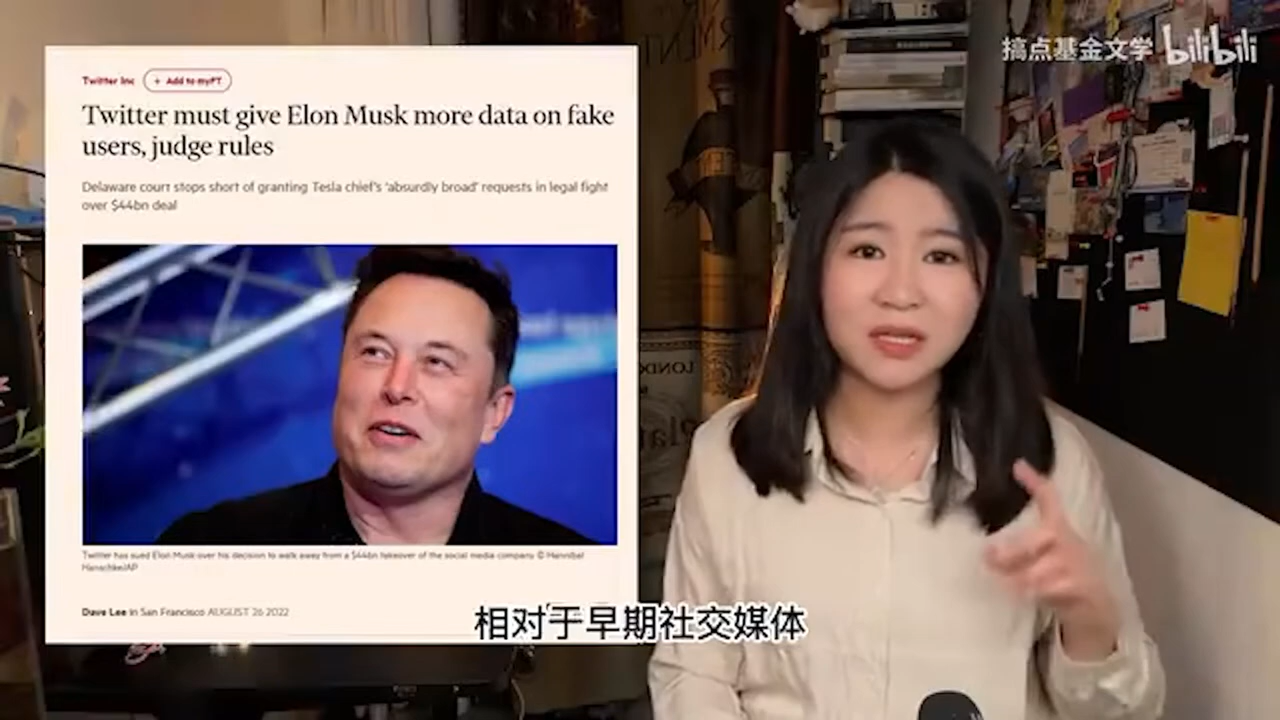 搞点基金文学 bilibili
Twitter Inc + Add to myFT
Twitter must give Elon Musk more data on fake
users, judge rules
Delaware court stops short of granting Tesla chief's 'absurdly broad' requests in legal fight
over $44bn deal
Twitter has sued Elon Musk over his decision to walk away from a $44bn takeover of the social media company © Hannibal
Hanschke/AP
Dave Lee in San Francisco AUGUST 26 2022
相对于早期社交媒体